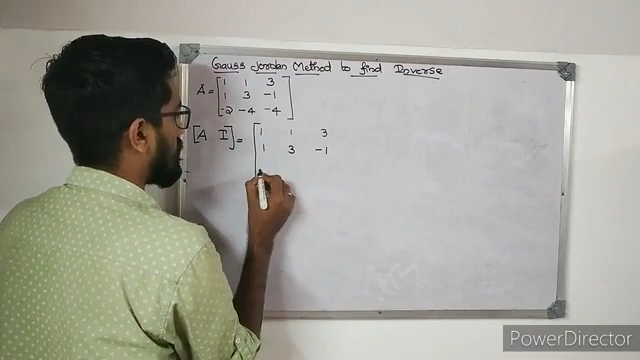 Gauss Jordan Method to find Inverse
A = [ 1 1 3
1 3 -1
-2 -4 -4 ]
[A I] = [ 1 1 3
1 3 -1
PowerDirector